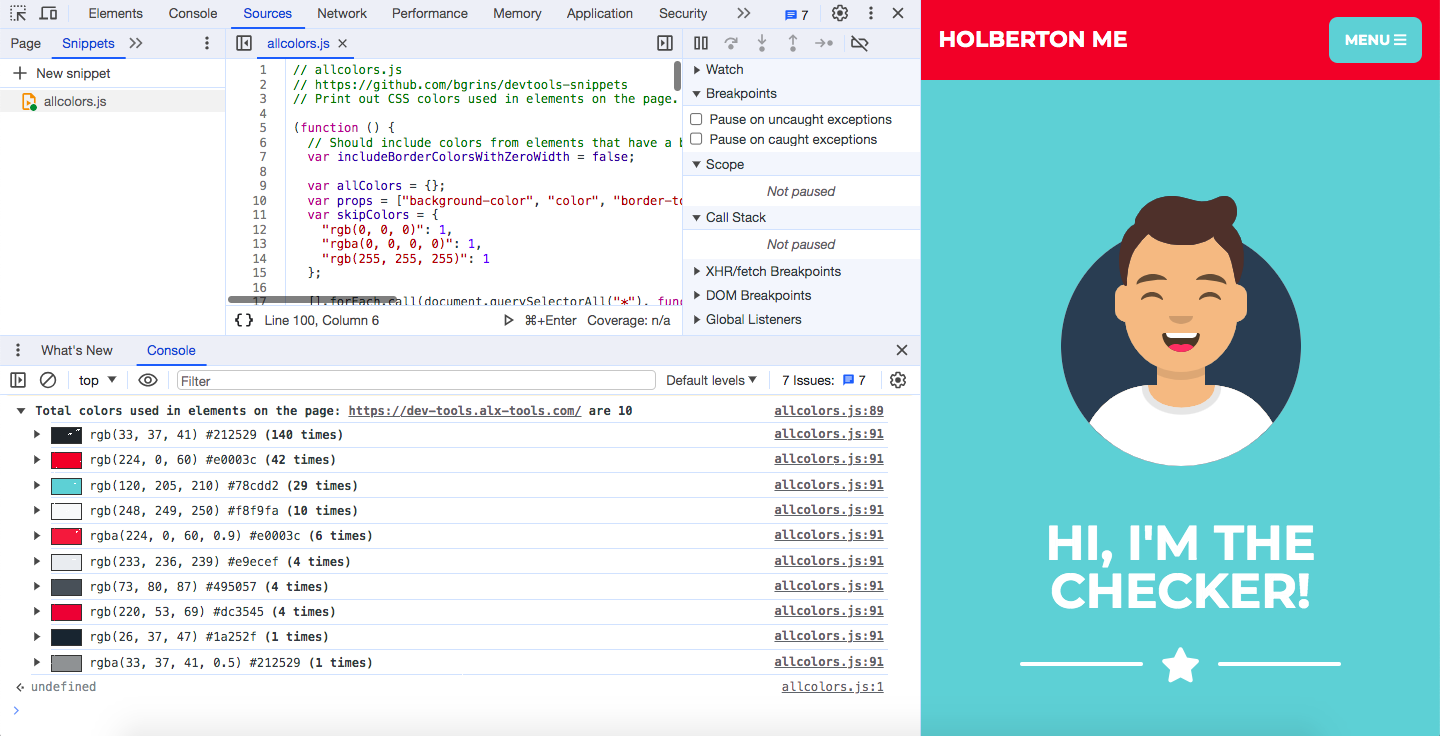 Elements Console Sources Network Performance Memory Application Security 7
Page Snippets
New snippet
allcolors.js
allcolors.js
1 // allcolors.js
2 // https://github.com/bgrins/devtools-snippets
3 // Print out CSS colors used in elements on the page.
4
5 (function () {
6 // Should include colors from elements that have a b
7 var includeBorderColorsWithZeroWidth = false;
8
9 var allColors = {};
10 var props = ["background-color", "color", "border-to
11 var skipColors = {
12 "rgb(0, 0, 0)": 1,
13 "rgba(0, 0, 0, 0)": 1,
14 "rgb(255, 255, 255)": 1
15 };
16
17 [].forEach.call(document.querySelectorAll("*"), func
{} Line 100, Column 6 ⌘+Enter Coverage: n/a
Watch
Breakpoints
Pause on uncaught exceptions
Pause on caught exceptions
Scope
Not paused
Call Stack
Not paused
XHR/fetch Breakpoints
DOM Breakpoints
Global Listeners
What's New Console
top Filter Default levels 7 Issues: 7
Total colors used in elements on the page: https://dev-tools.alx-tools.com/ are 10 allcolors.js:89
rgb(33, 37, 41) #212529 (140 times) allcolors.js:91
rgb(224, 0, 60) #e0003c (42 times) allcolors.js:91
rgb(120, 205, 210) #78cdd2 (29 times) allcolors.js:91
rgb(248, 249, 250) #f8f9fa (10 times) allcolors.js:91
rgba(224, 0, 60, 0.9) #e0003c (6 times) allcolors.js:91
rgb(233, 236, 239) #e9ecef (4 times) allcolors.js:91
rgb(73, 80, 87) #495057 (4 times) allcolors.js:91
rgb(220, 53, 69) #dc3545 (4 times) allcolors.js:91
rgb(26, 37, 47) #1a252f (1 times) allcolors.js:91
rgba(33, 37, 41, 0.5) #212529 (1 times) allcolors.js:91
undefined allcolors.js:1
HOLBERTON ME
MENU
HI, I'M THE
CHECKER!